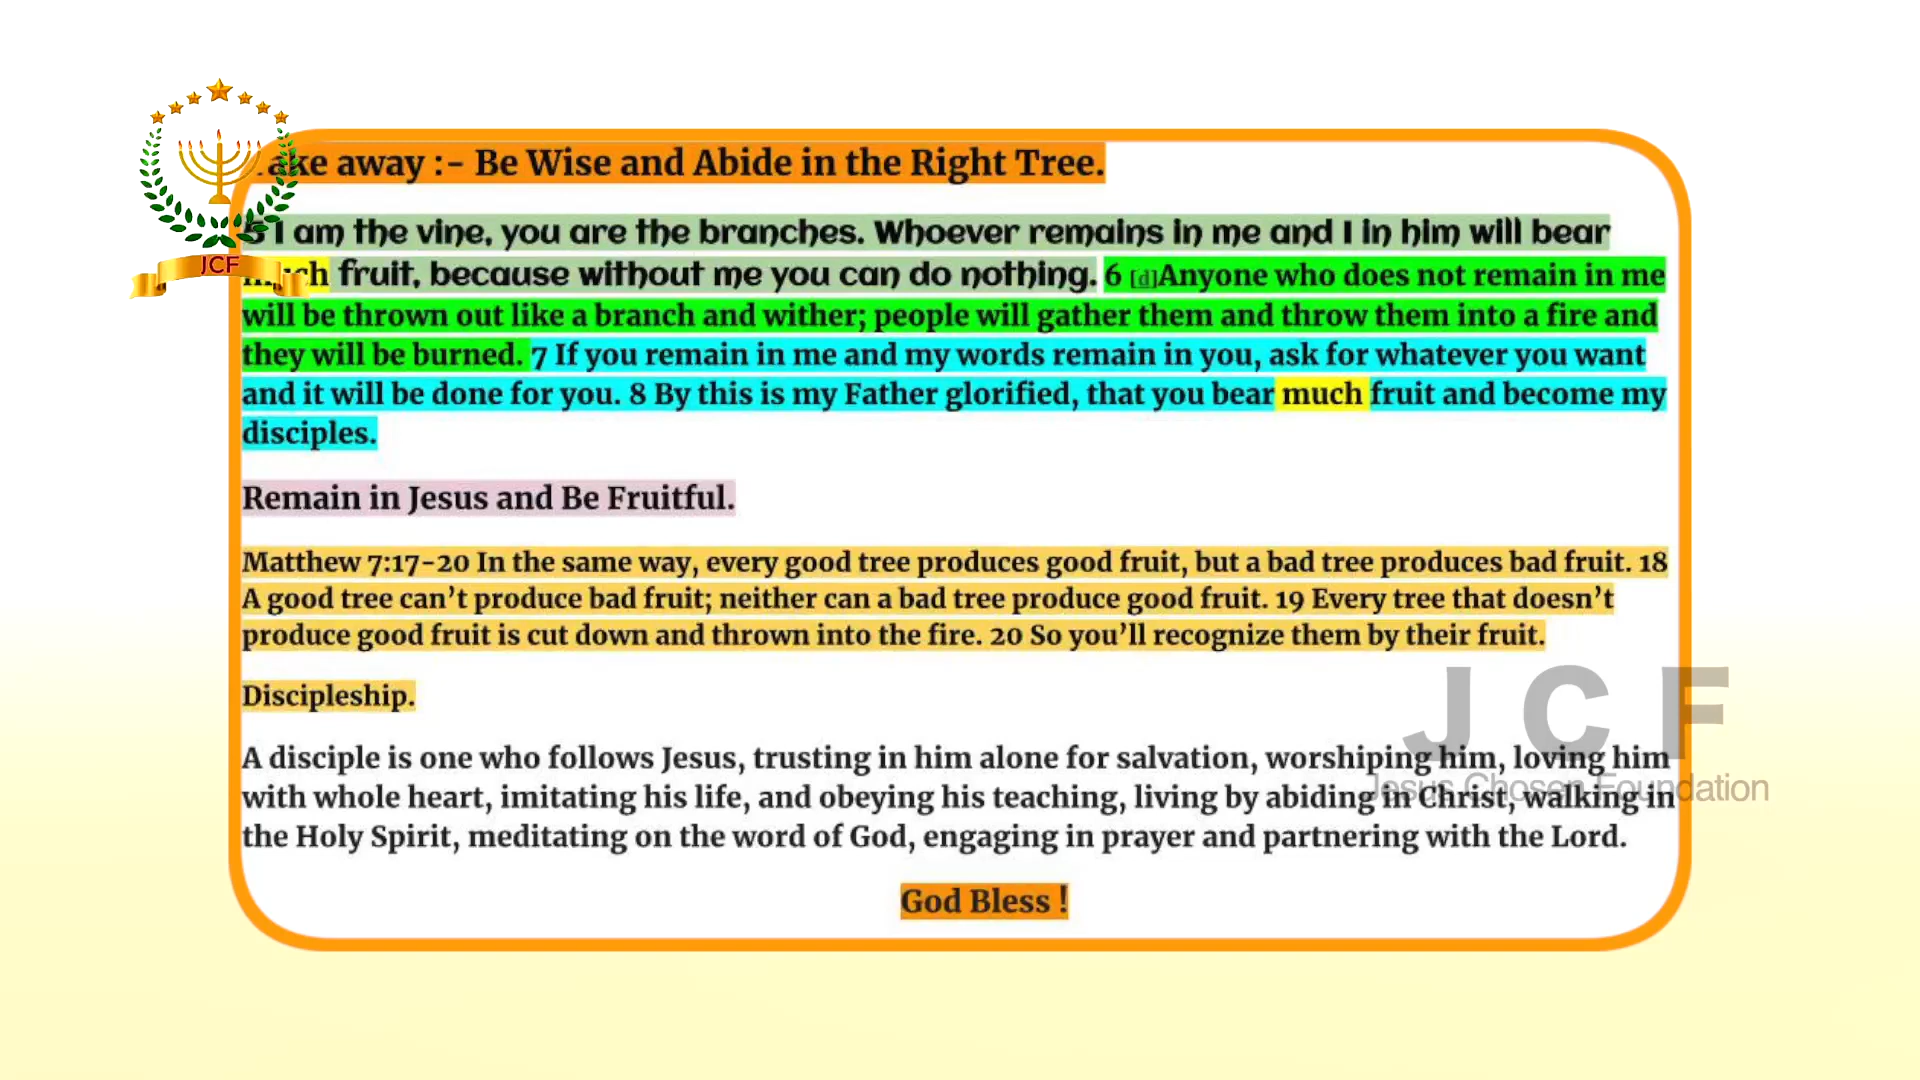 ake away :- Be Wise and Abide in the Right Tree.
5 I am the vine, you are the branches. Whoever remains in me and I in him will bear
much fruit, because without me you can do nothing. 6 [d]Anyone who does not remain in me
will be thrown out like a branch and wither; people will gather them and throw them into a fire and
they will be burned. 7 If you remain in me and my words remain in you, ask for whatever you want
and it will be done for you. 8 By this is my Father glorified, that you bear much fruit and become my
disciples.
Remain in Jesus and Be Fruitful.
Matthew 7:17-20 In the same way, every good tree produces good fruit, but a bad tree produces bad fruit. 18
A good tree can’t produce bad fruit; neither can a bad tree produce good fruit. 19 Every tree that doesn’t
produce good fruit is cut down and thrown into the fire. 20 So you’ll recognize them by their fruit.
Discipleship.
A disciple is one who follows Jesus, trusting in him alone for salvation, worshiping him, loving him
with whole heart, imitating his life, and obeying his teaching, living by abiding in Christ, walking in
the Holy Spirit, meditating on the word of God, engaging in prayer and partnering with the Lord.
God Bless !
JCF
J C F
Jesus Chosen Foundation